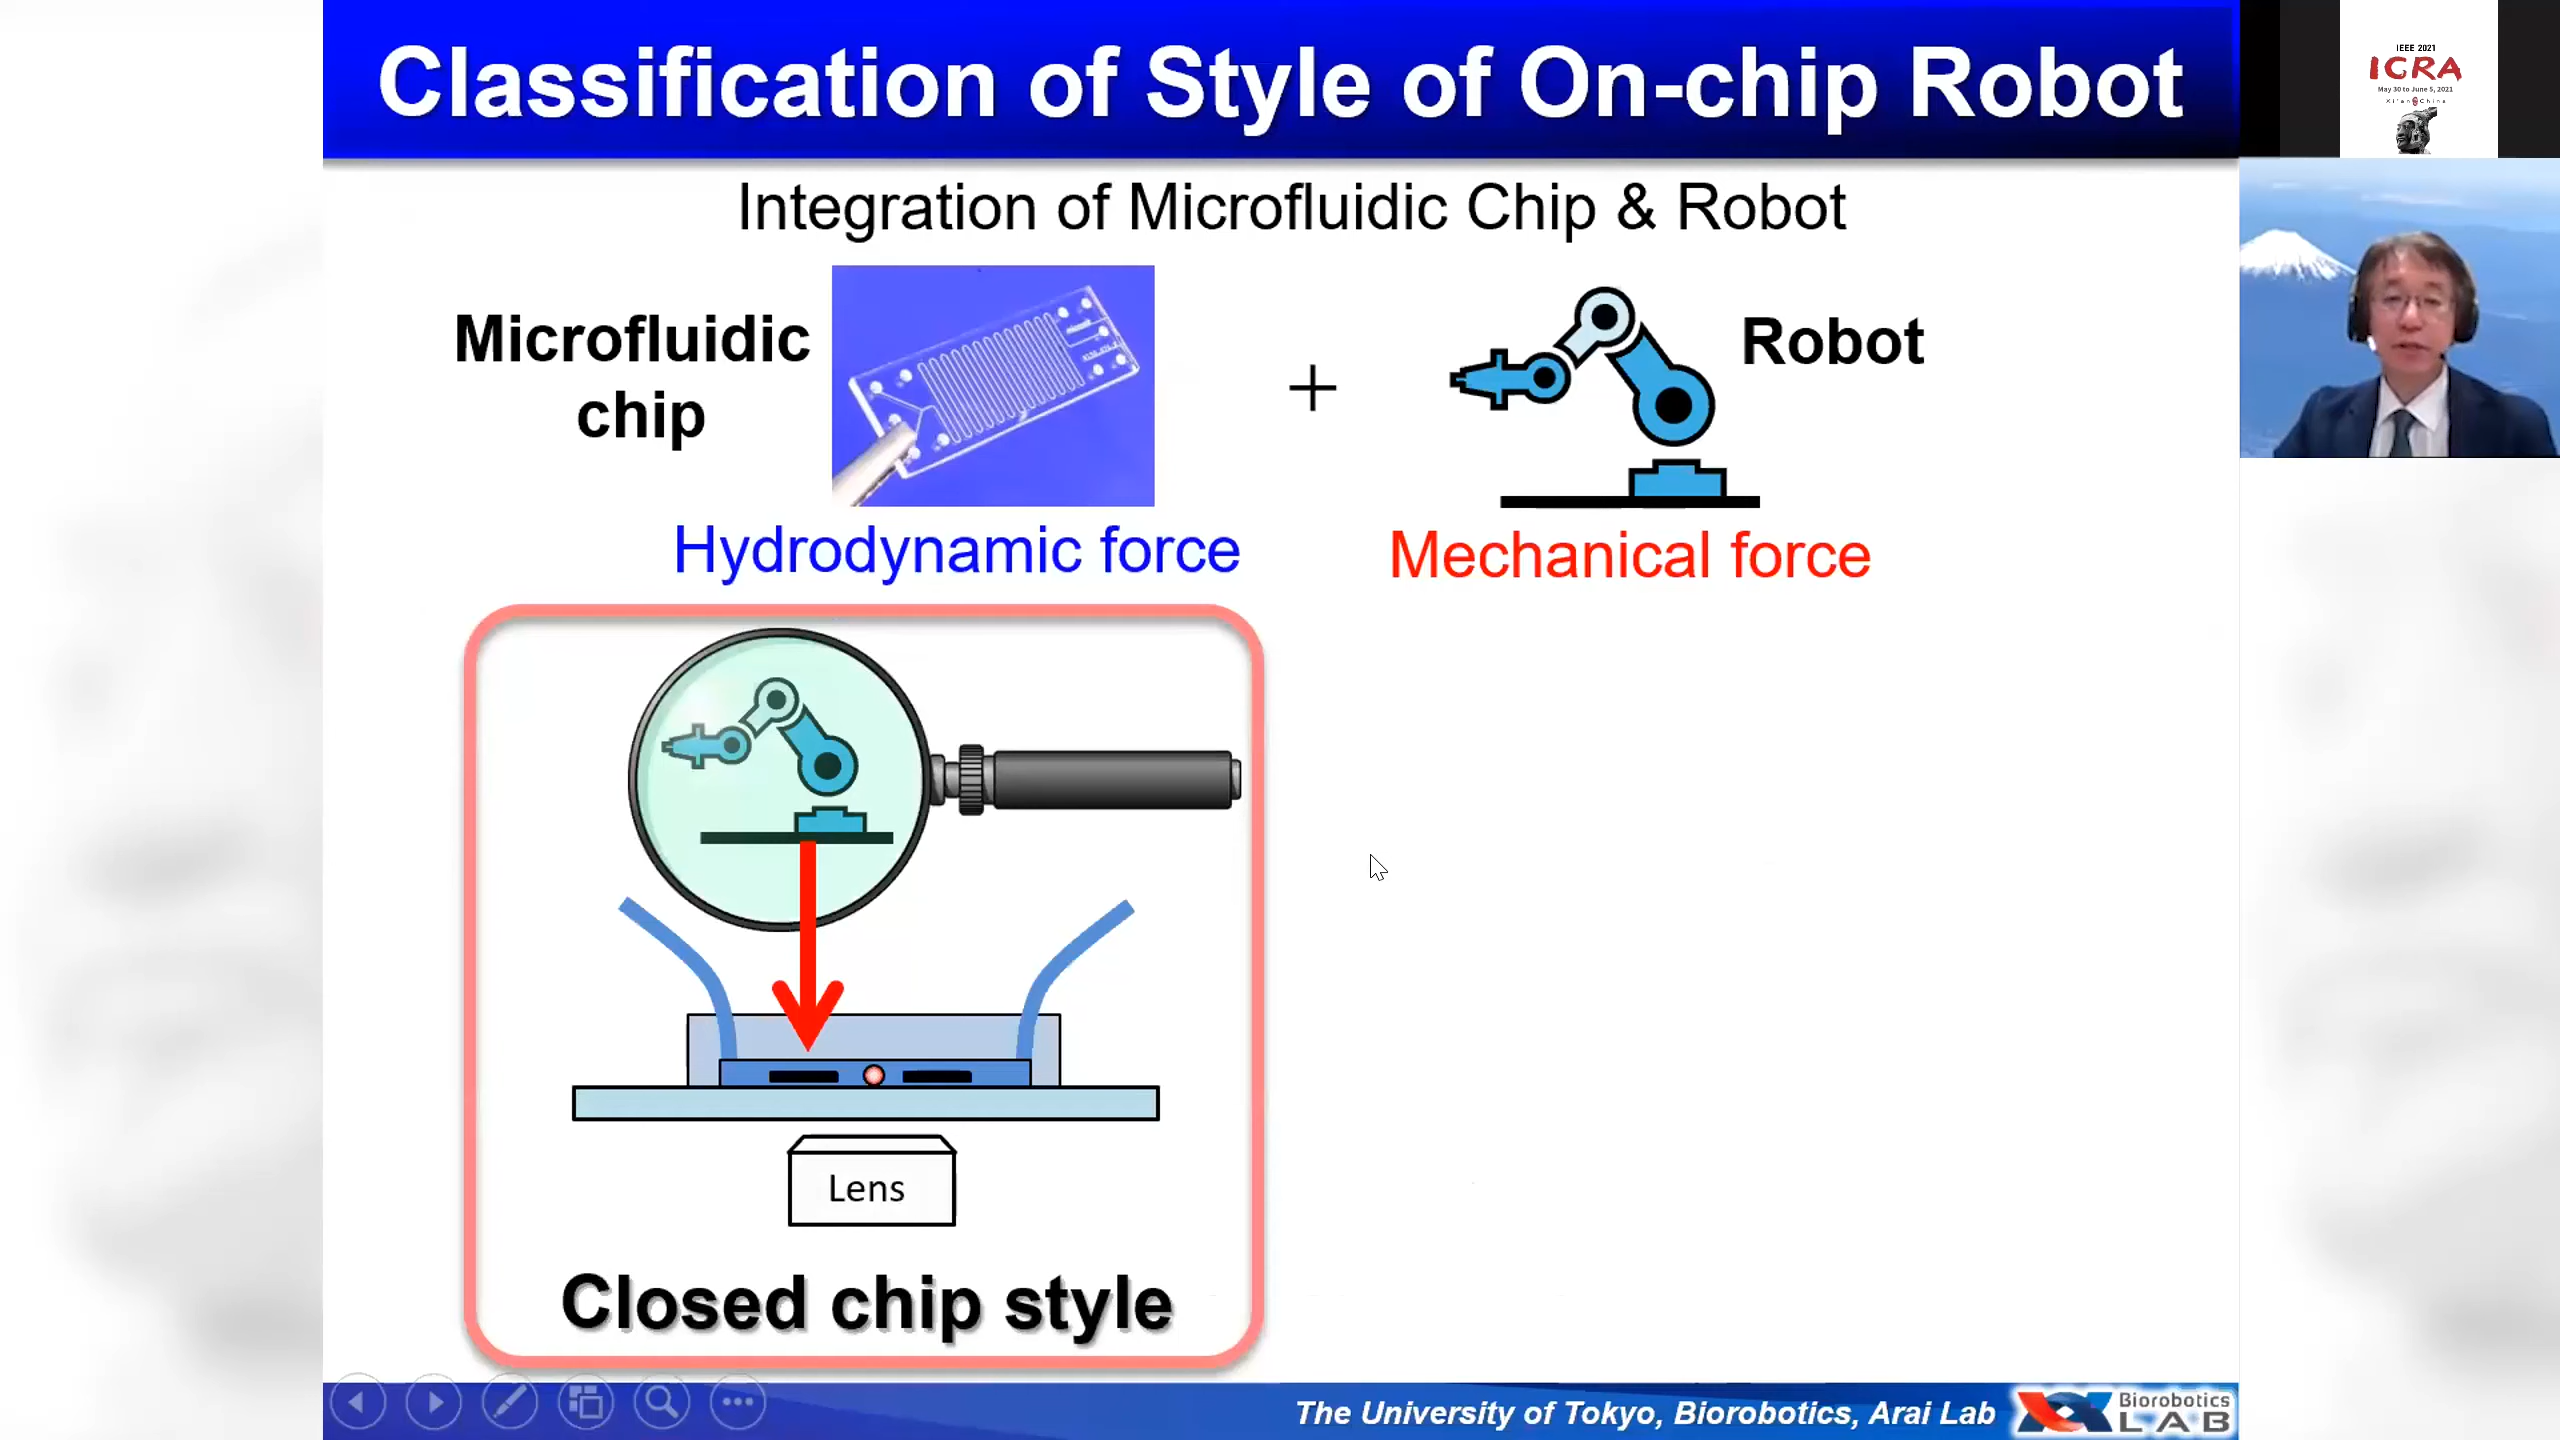 Classification of Style of On-chip Robot
IEEE 2021
ICRA
May 30 to June 5, 2021
Xi'an China
Integration of Microfluidic Chip & Robot
Microfluidic
chip
+
Robot
Hydrodynamic force
Mechanical force
Lens
Closed chip style
The University of Tokyo, Biorobotics, Arai Lab
Biorobotics
LAB